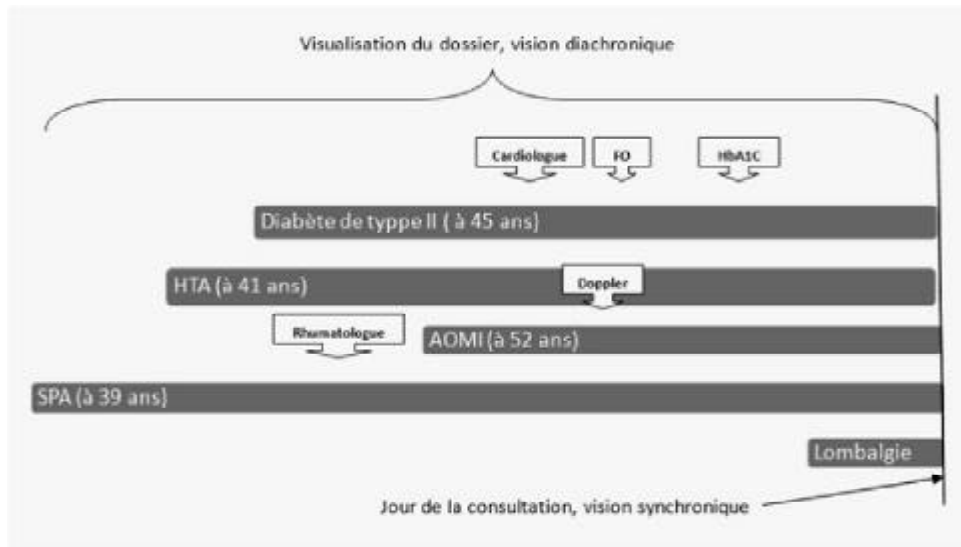 Visualisation du dossier, vision diachronique
Cardiologue
FO
HbA1C
Diabète de typpe II ( à 45 ans)
HTA (à 41 ans)
Doppler
Rhumatologue
AOMI (à 52 ans)
SPA (à 39 ans)
Lombalgie
Jour de la consultation, vision synchronique